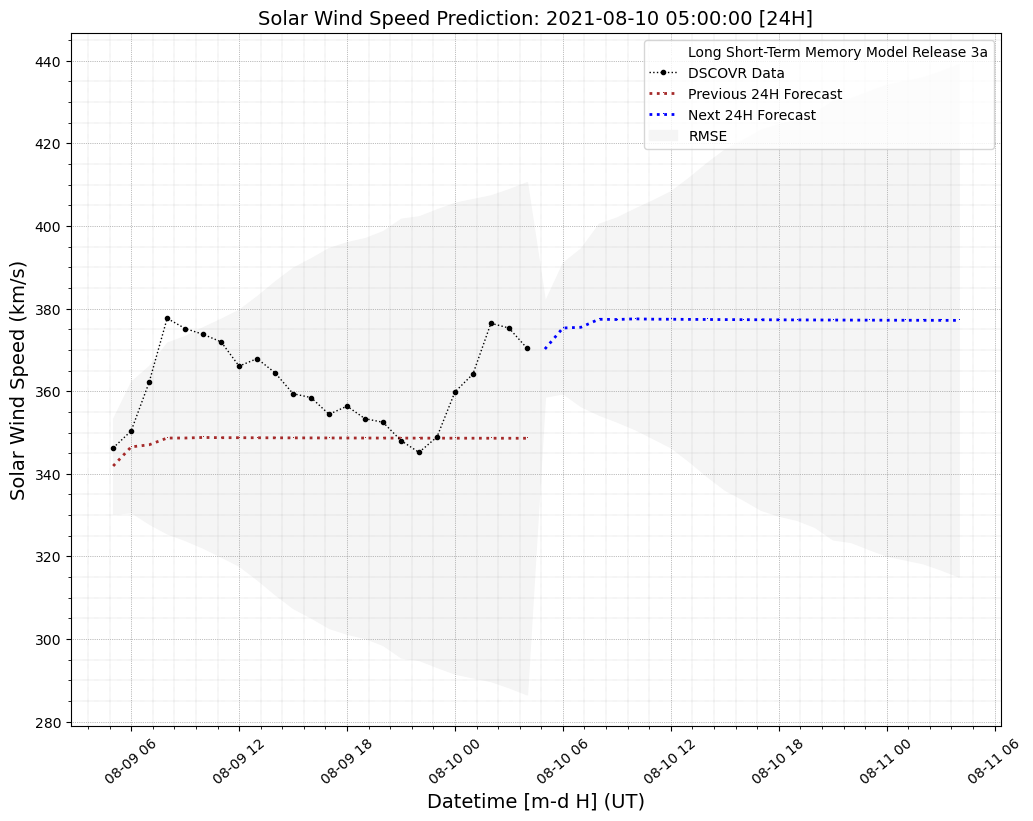 Solar Wind Speed Prediction: 2021-08-10 05:00:00 [24H]
Long Short-Term Memory Model Release 3a
DSCOVR Data
Previous 24H Forecast
Next 24H Forecast
RMSE
Solar Wind Speed (km/s)
440
420
400
380
360
340
320
300
280
08-09 06
08-09 12
08-09 18
08-10 00
08-10 06
08-10 12
08-10 18
08-11 00
08-11 06
Datetime [m-d H] (UT)